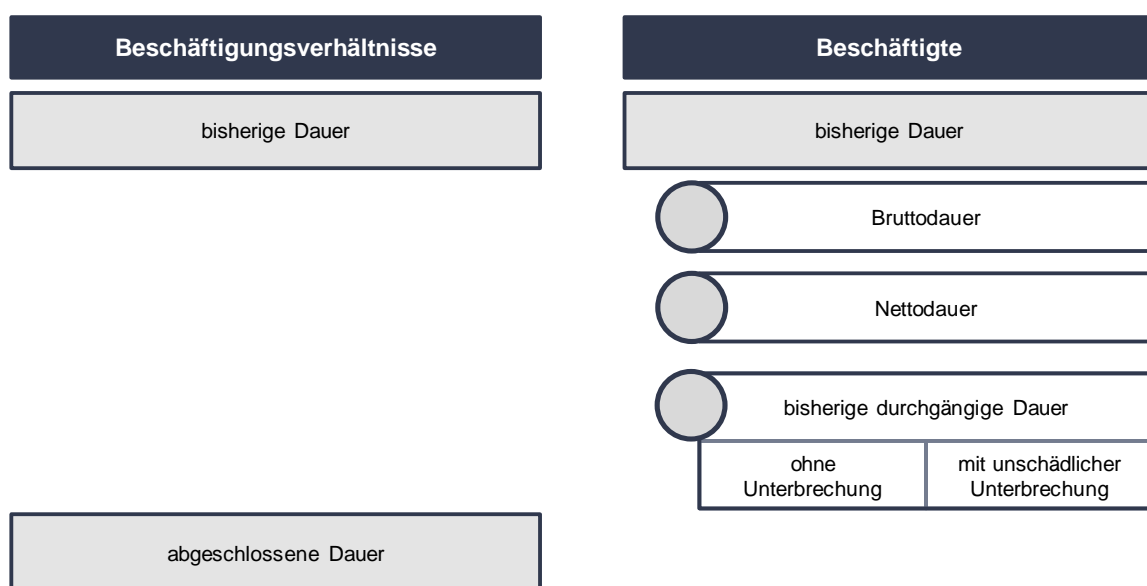 Beschäftigungsverhältnisse
bisherige Dauer
abgeschlossene Dauer
Beschäftigte
bisherige Dauer
Bruttodauer
Nettodauer
bisherige durchgängige Dauer
ohne
Unterbrechung
mit unschädlicher
Unterbrechung